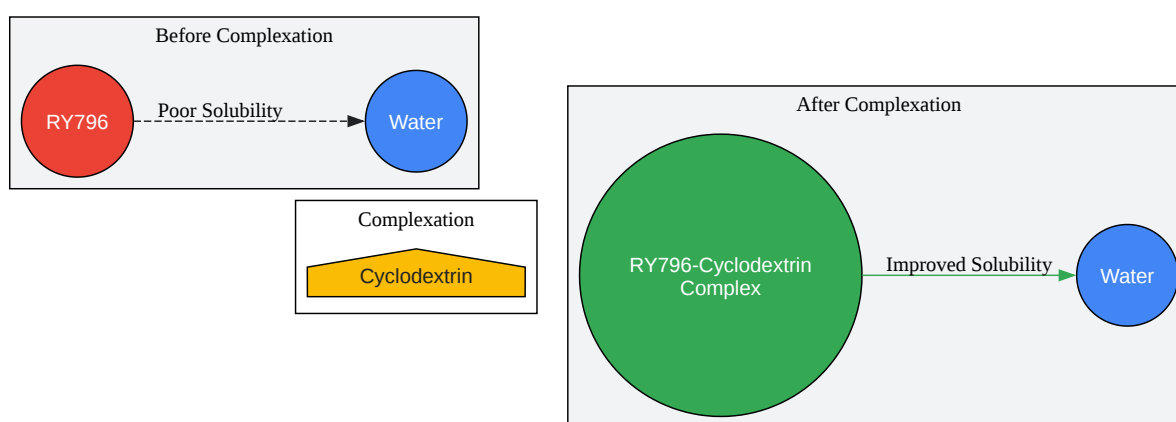 Before Complexation
RY796
Poor Solubility
Water
Complexation
Cyclodextrin
After Complexation
RY796-Cyclodextrin
Complex
Improved Solubility
Water